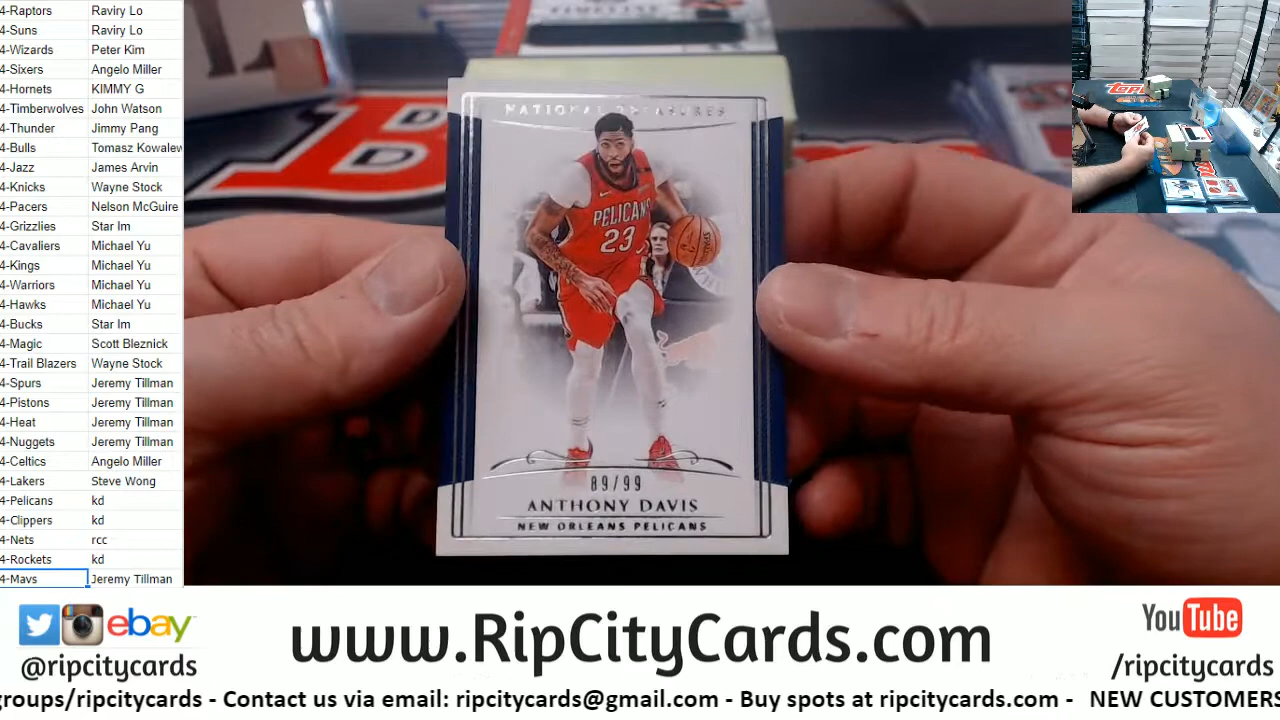 4-Raptors Raviry Lo
4-Suns Raviry Lo
4-Wizards Peter Kim
4-Sixers Angelo Miller
4-Hornets KIMMY G
4-Timberwolves John Watson
4-Thunder Jimmy Pang
4-Bulls Tomasz Kowalew
4-Jazz James Arvin
4-Knicks Wayne Stock
4-Pacers Nelson McGuire
4-Grizzlies Star Im
4-Cavaliers Michael Yu
4-Kings Michael Yu
4-Warriors Michael Yu
4-Hawks Michael Yu
4-Bucks Star Im
4-Magic Scott Bleznick
4-Trail Blazers Wayne Stock
4-Spurs Jeremy Tillman
4-Pistons Jeremy Tillman
4-Heat Jeremy Tillman
4-Nuggets Jeremy Tillman
4-Celtics Angelo Miller
4-Lakers Steve Wong
4-Pelicans kd
4-Clippers kd
4-Nets rcc
4-Rockets kd
4-Mavs Jeremy Tillman
NATIONAL TREASURES
PELICANS
23
SPALDING
89/99
ANTHONY DAVIS
NEW ORLEANS PELICANS
Topps
ebay
@ripcitycards
www.RipCityCards.com
YouTube
/ripcitycards
groups/ripcitycards - Contact us via email: ripcitycards@gmail.com - Buy spots at ripcitycards.com - NEW CUSTOMERS